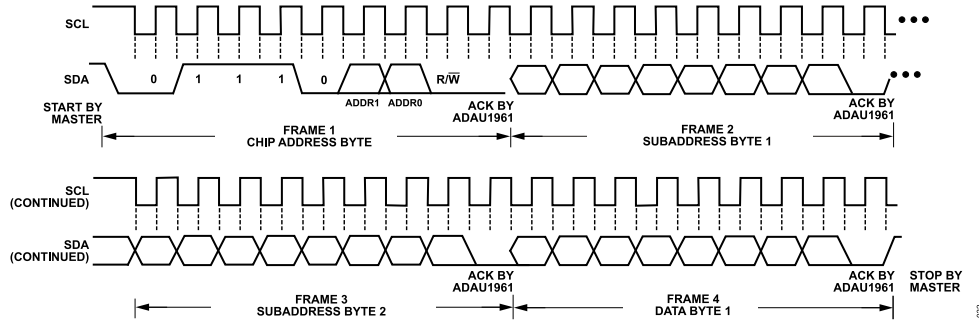 SCL
SDA
0 1 1 1 0 R/W
ADDR1 ADDR0
START BY
MASTER
ACK BY
ADAU1961
ACK BY
ADAU1961
FRAME 1
CHIP ADDRESS BYTE
FRAME 2
SUBADDRESS BYTE 1
SCL
(CONTINUED)
SDA
(CONTINUED)
ACK BY
ADAU1961
ACK BY
ADAU1961
STOP BY
MASTER
FRAME 3
SUBADDRESS BYTE 2
FRAME 4
DATA BYTE 1